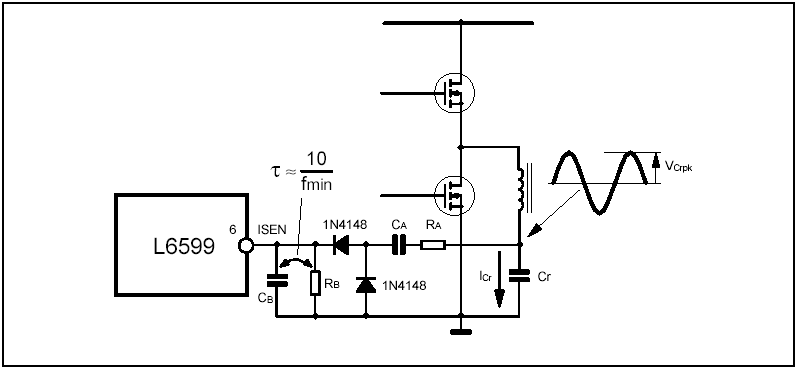 τ ≈ 10
fmin
VCrpk
L6599
6
ISEN
1N4148
CA
RA
CB
RB
1N4148
ICr
Cr